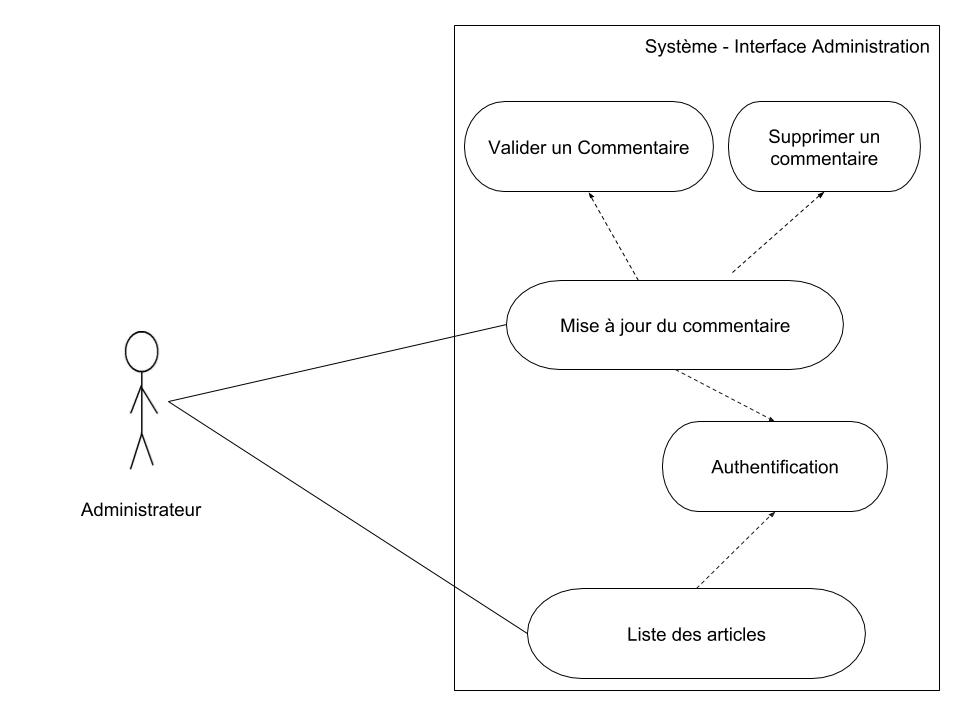 Système - Interface Administration
Valider un Commentaire
Supprimer un
commentaire
Mise à jour du commentaire
Authentification
Administrateur
Liste des articles